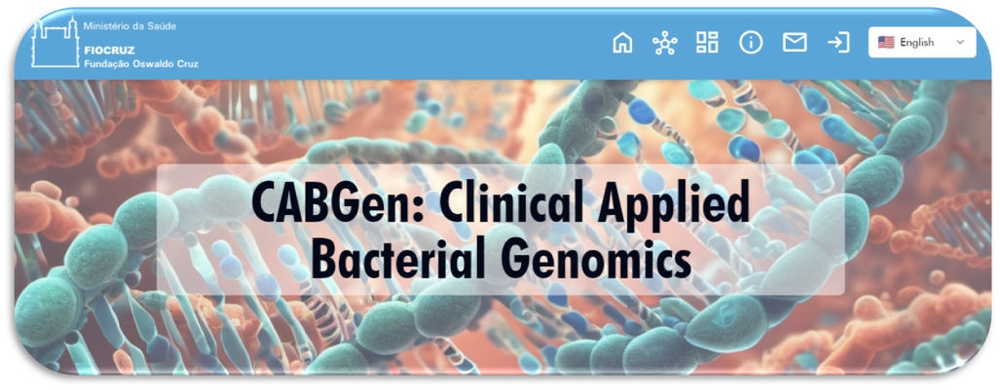 Ministério da Saúde
FIOCRUZ
Fundação Oswaldo Cruz
English
CABGen: Clinical Applied
Bacterial Genomics